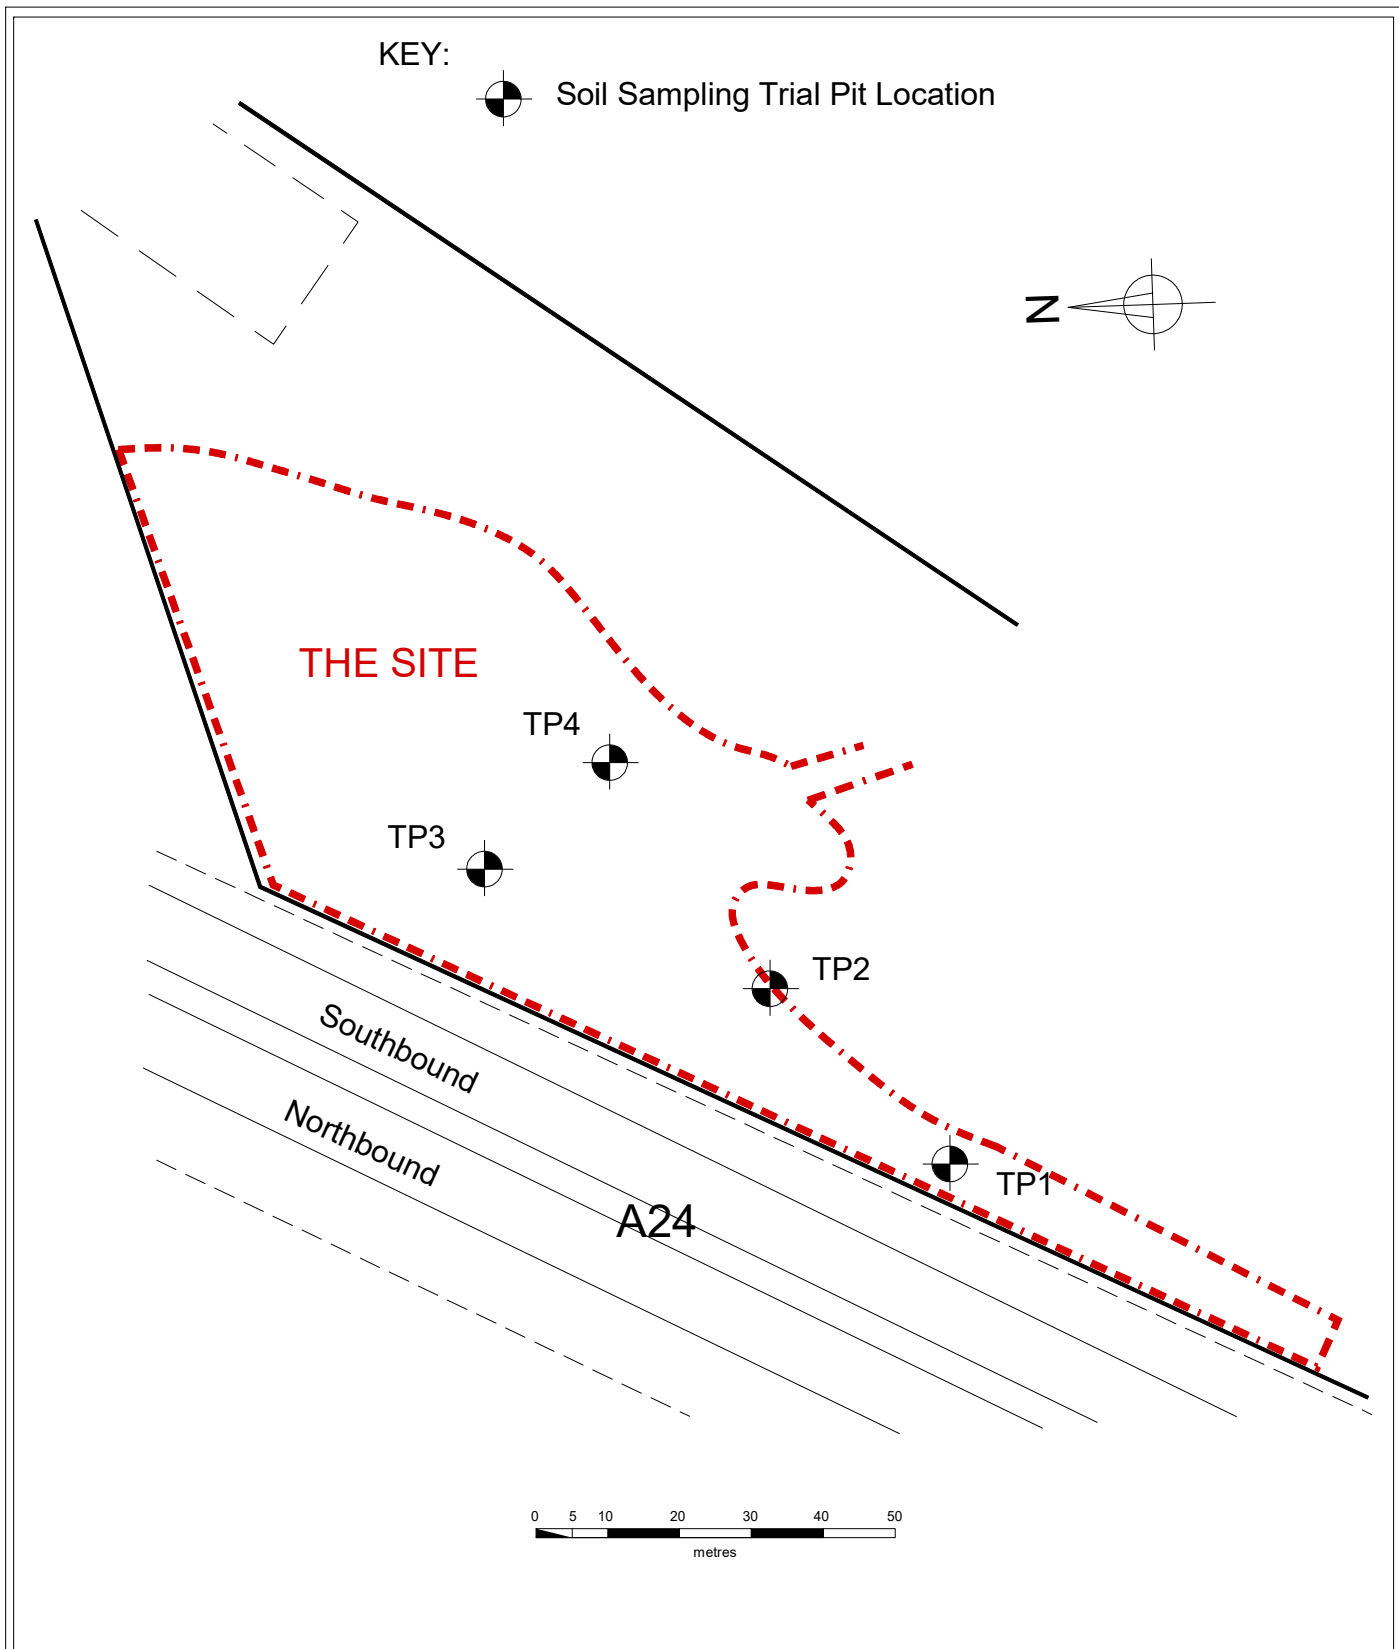 KEY:
Soil Sampling Trial Pit Location
N
THE SITE
TP4
TP3
TP2
Southbound
Northbound
TP1
A24
0 5 10 20 30 40 50
metres